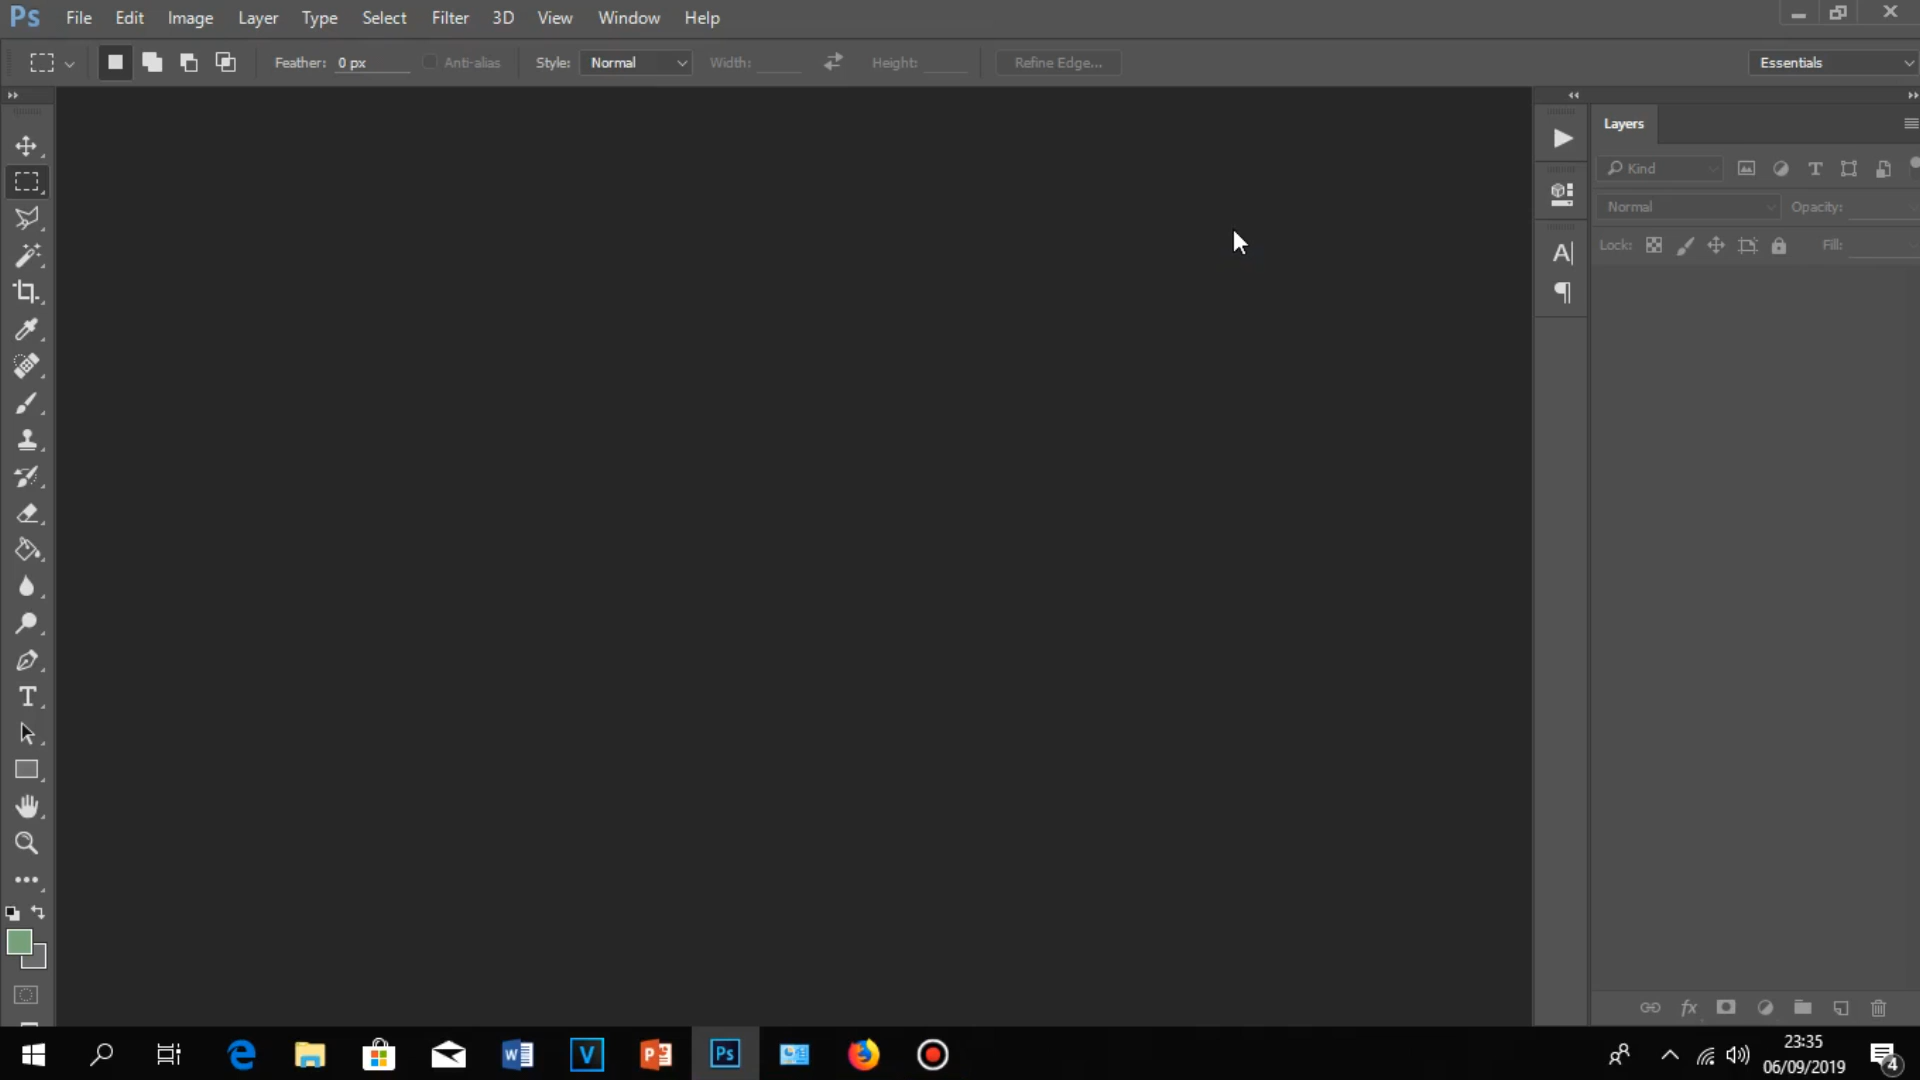 Ps File Edit Image Layer Type Select Filter 3D View Window Help
Feather: 0 px Anti-alias Style: Normal Width: Height: Refine Edge... Essentials
Layers
Kind
Normal Opacity:
Lock: Fill:
23:35
06/09/2019
4